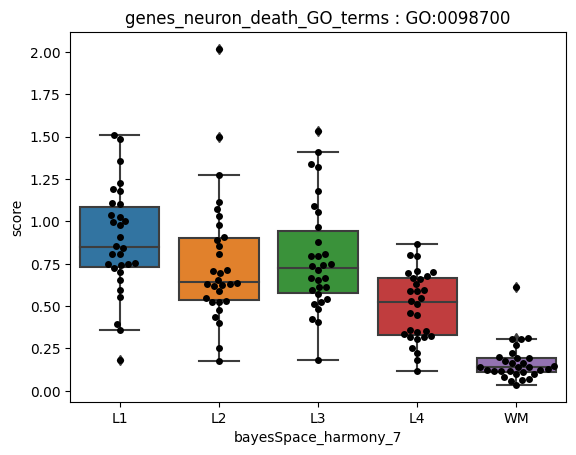 genes_neuron_death_GO_terms : GO:0098700
2.00
1.75
1.50
1.25
1.00
0.75
0.50
0.25
0.00
score
L1 L2 L3 L4 WM
bayesSpace_harmony_7